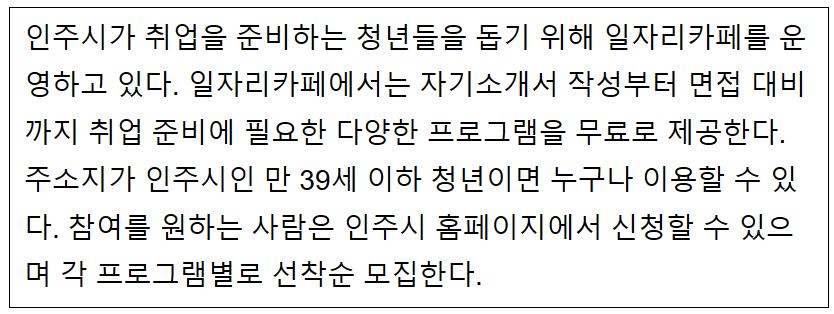 인주시가 취업을 준비하는 청년들을 돕기 위해 일자리카페를 운
영하고 있다. 일자리카페에서는 자기소개서 작성부터 면접 대비
까지 취업 준비에 필요한 다양한 프로그램을 무료로 제공한다.
주소지가 인주시인 만 39세 이하 청년이면 누구나 이용할 수 있
다. 참여를 원하는 사람은 인주시 홈페이지에서 신청할 수 있으
며 각 프로그램별로 선착순 모집한다.